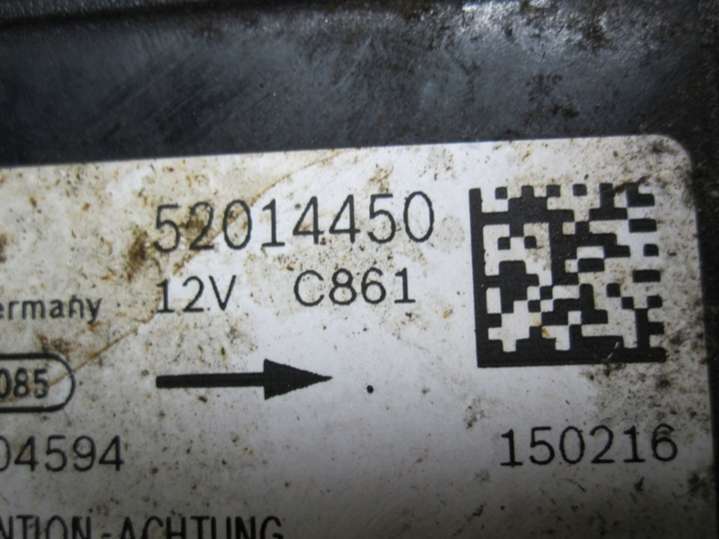 52014450
ermany 12V C861
085
04594 150216
NTION-ACHTUNG